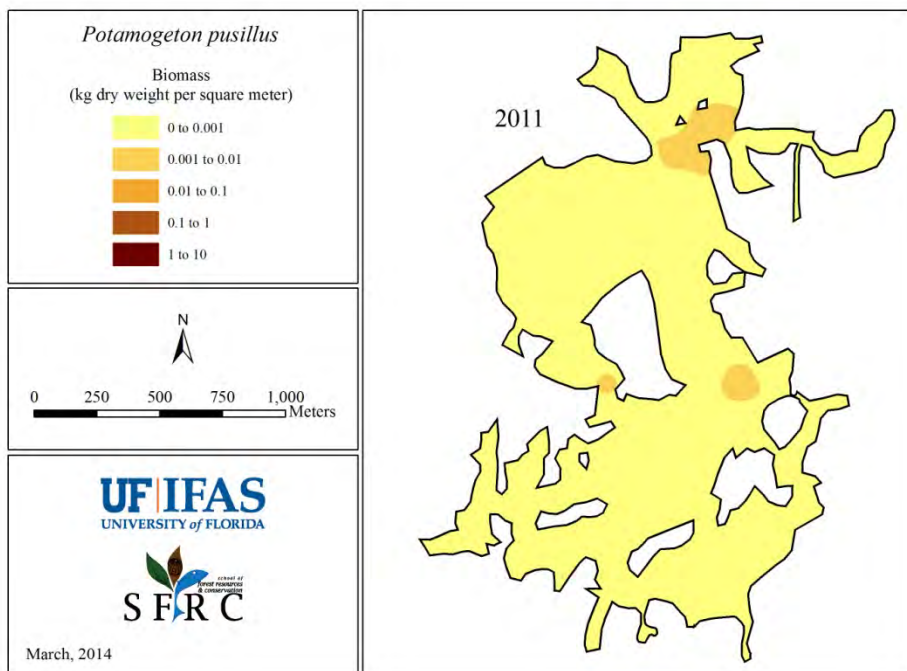 Potamogeton pusillus
Biomass
(kg dry weight per square meter)
0 to 0.001
0.001 to 0.01
0.01 to 0.1
0.1 to 1
1 to 10
N
0 250 500 750 1,000
Meters
UF|IFAS
UNIVERSITY of FLORIDA
school of
forest resources
& conservation
SFRC
March, 2014
2011